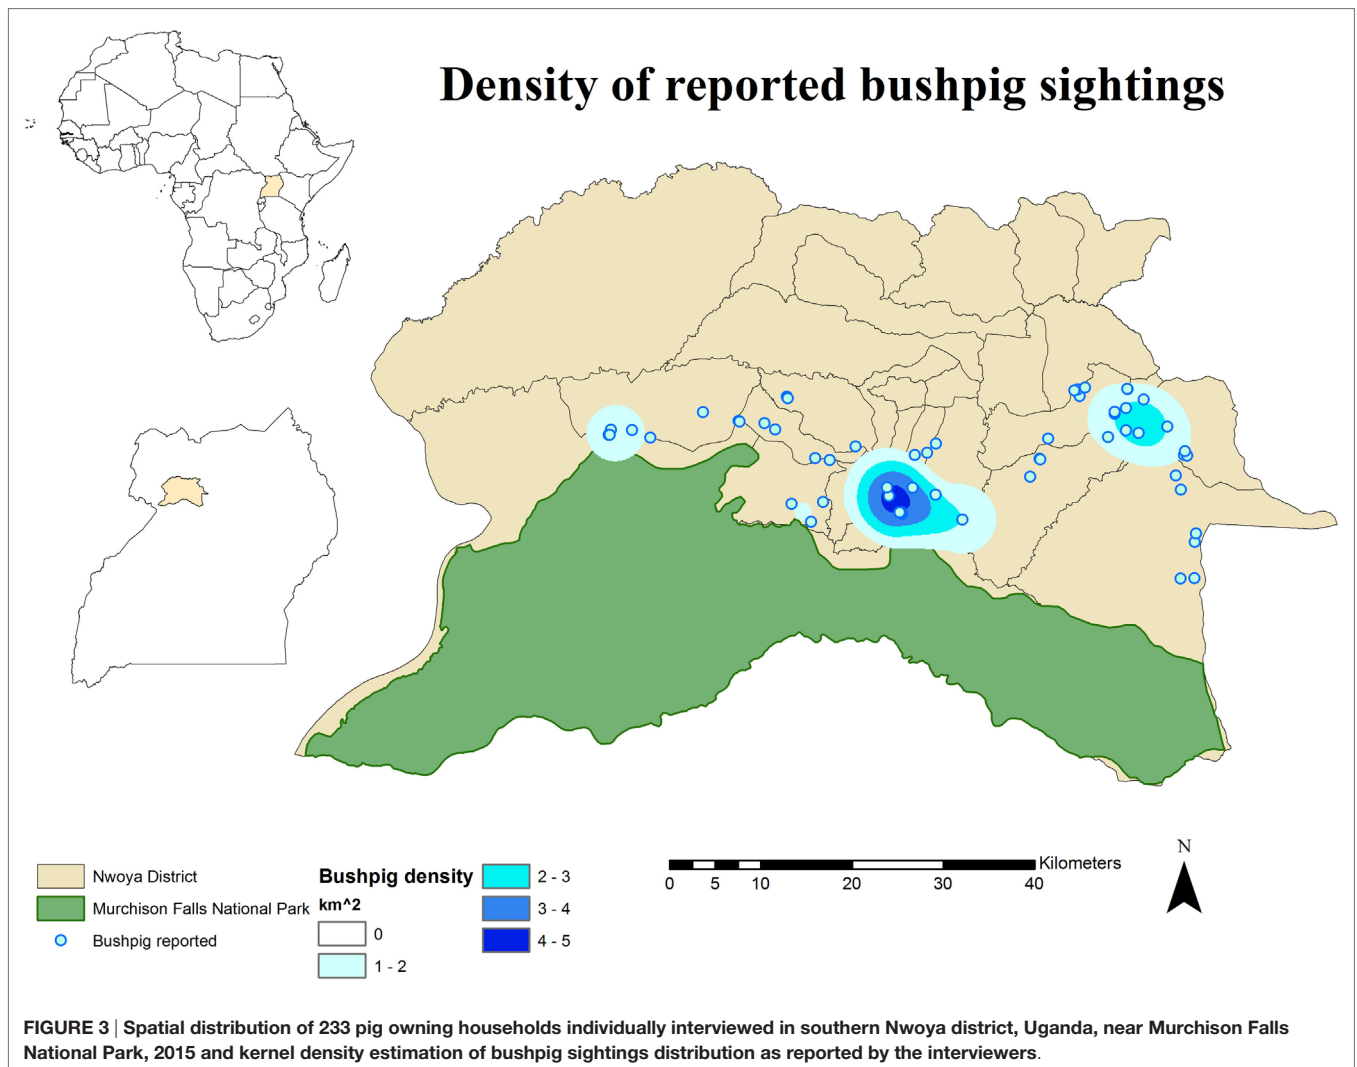 Density of reported bushpig sightings
Nwoya District
Murchison Falls National Park
Bushpig reported
Bushpig density
km^2
0
1 - 2
2 - 3
3 - 4
4 - 5
Kilometers
0 5 10 20 30 40
N
FIGURE 3 | Spatial distribution of 233 pig owning households individually interviewed in southern Nwoya district, Uganda, near Murchison Falls
National Park, 2015 and kernel density estimation of bushpig sightings distribution as reported by the interviewers.